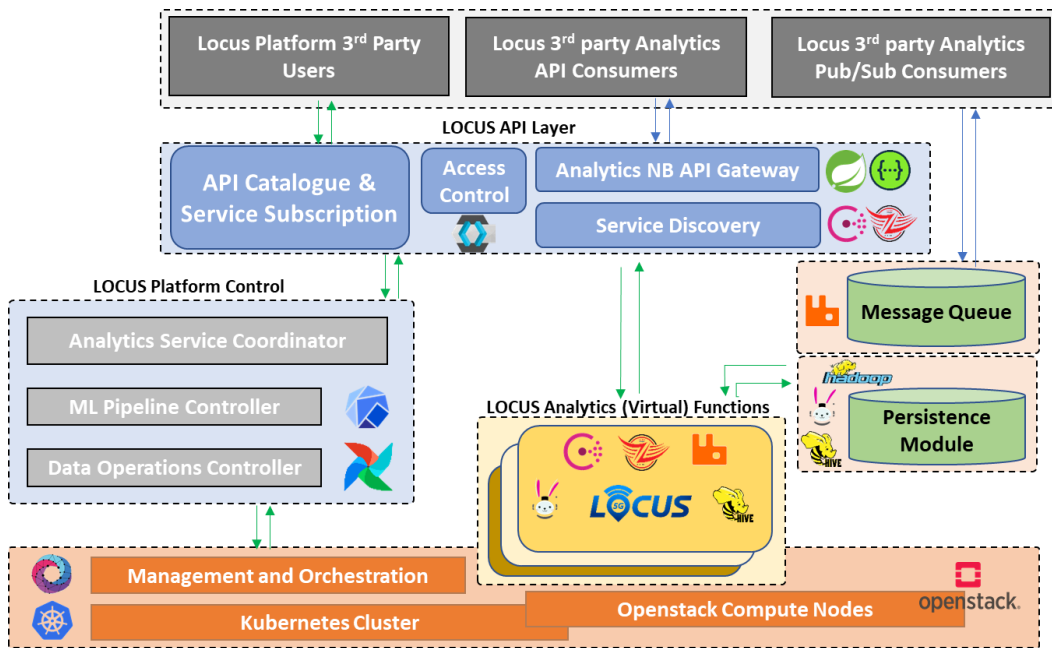 Locus Platform 3rd Party
Users
Locus 3rd party Analytics
API Consumers
Locus 3rd party Analytics
Pub/Sub Consumers
LOCUS API Layer
API Catalogue &
Service Subscription
Access
Control
Analytics NB API Gateway
{...}
Service Discovery
LOCUS Platform Control
Analytics Service Coordinator
ML Pipeline Controller
Data Operations Controller
Message Queue
hadoop
Persistence
Module
HIVE
LOCUS Analytics (Virtual) Functions
LOCUS
5G
HIVE
Management and Orchestration
Kubernetes Cluster
Openstack Compute Nodes
openstack.